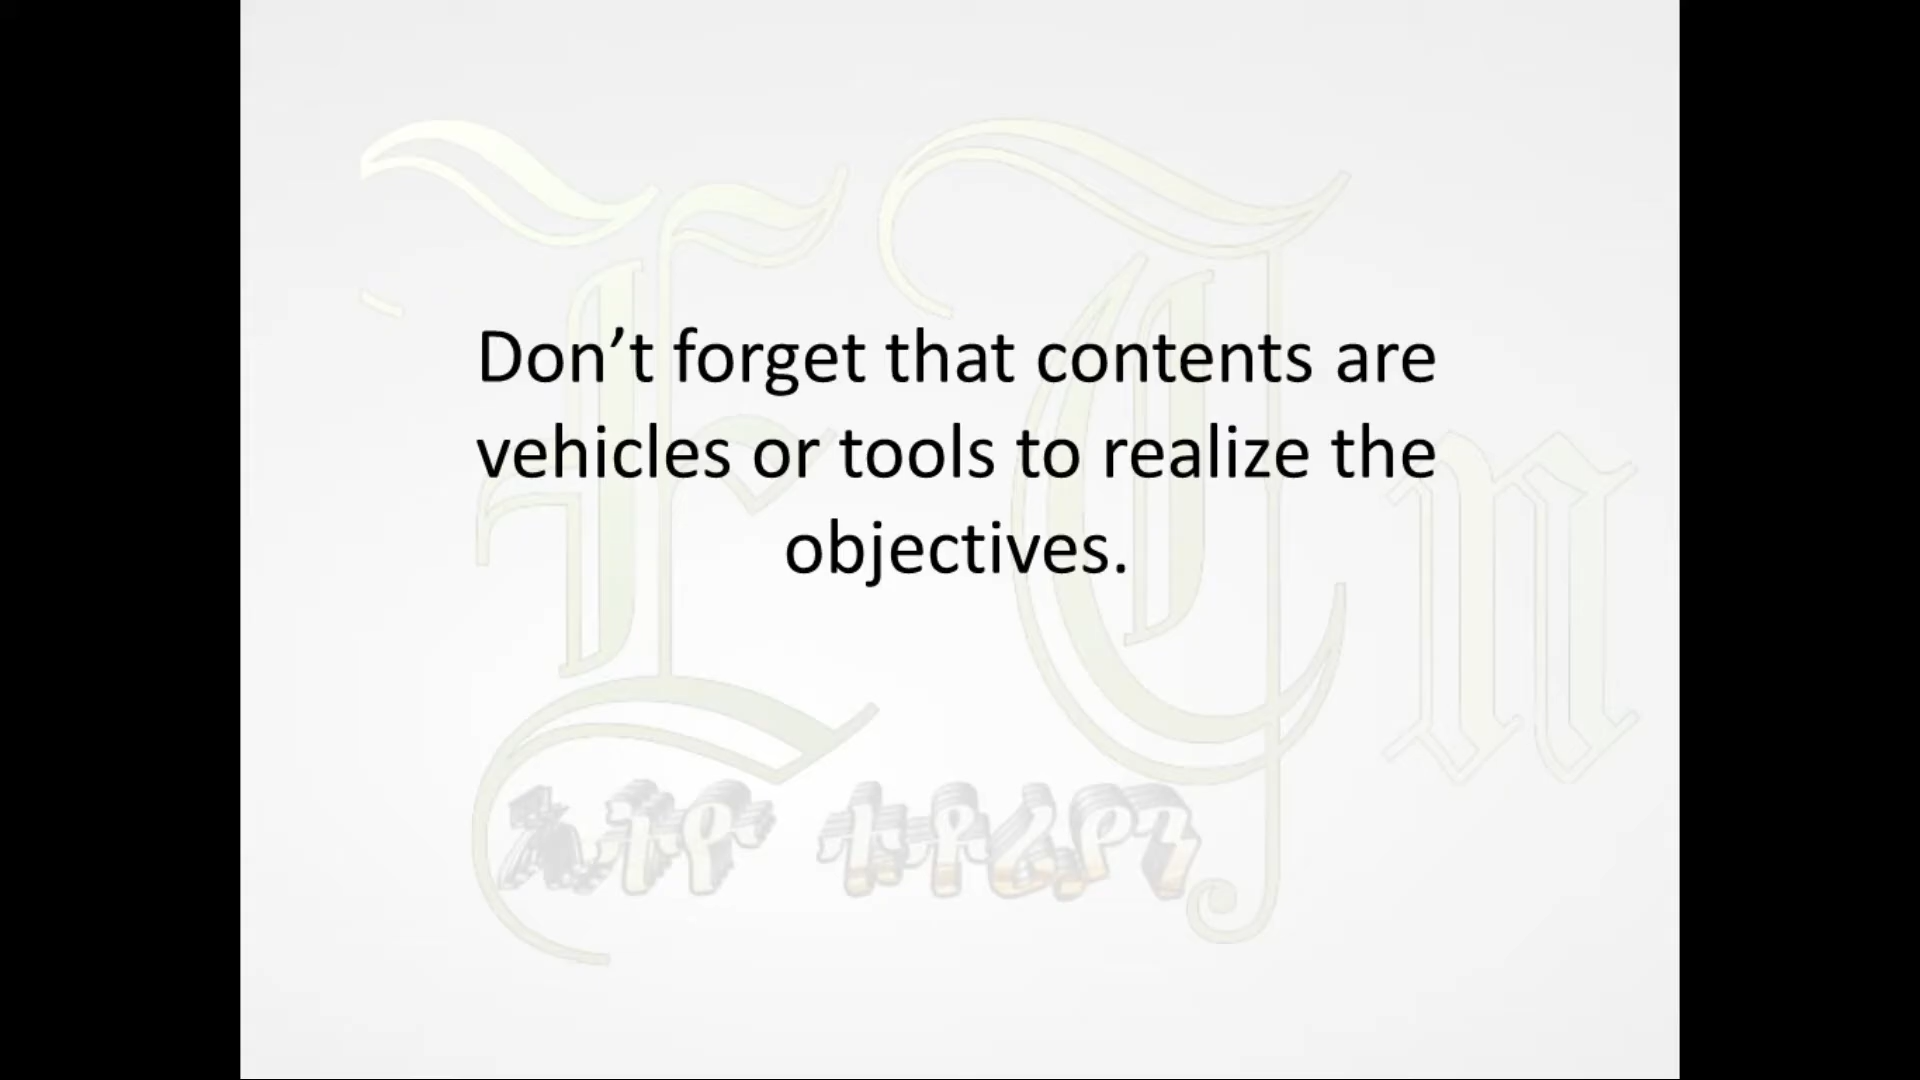 Don’t forget that contents are
vehicles or tools to realize the
objectives.